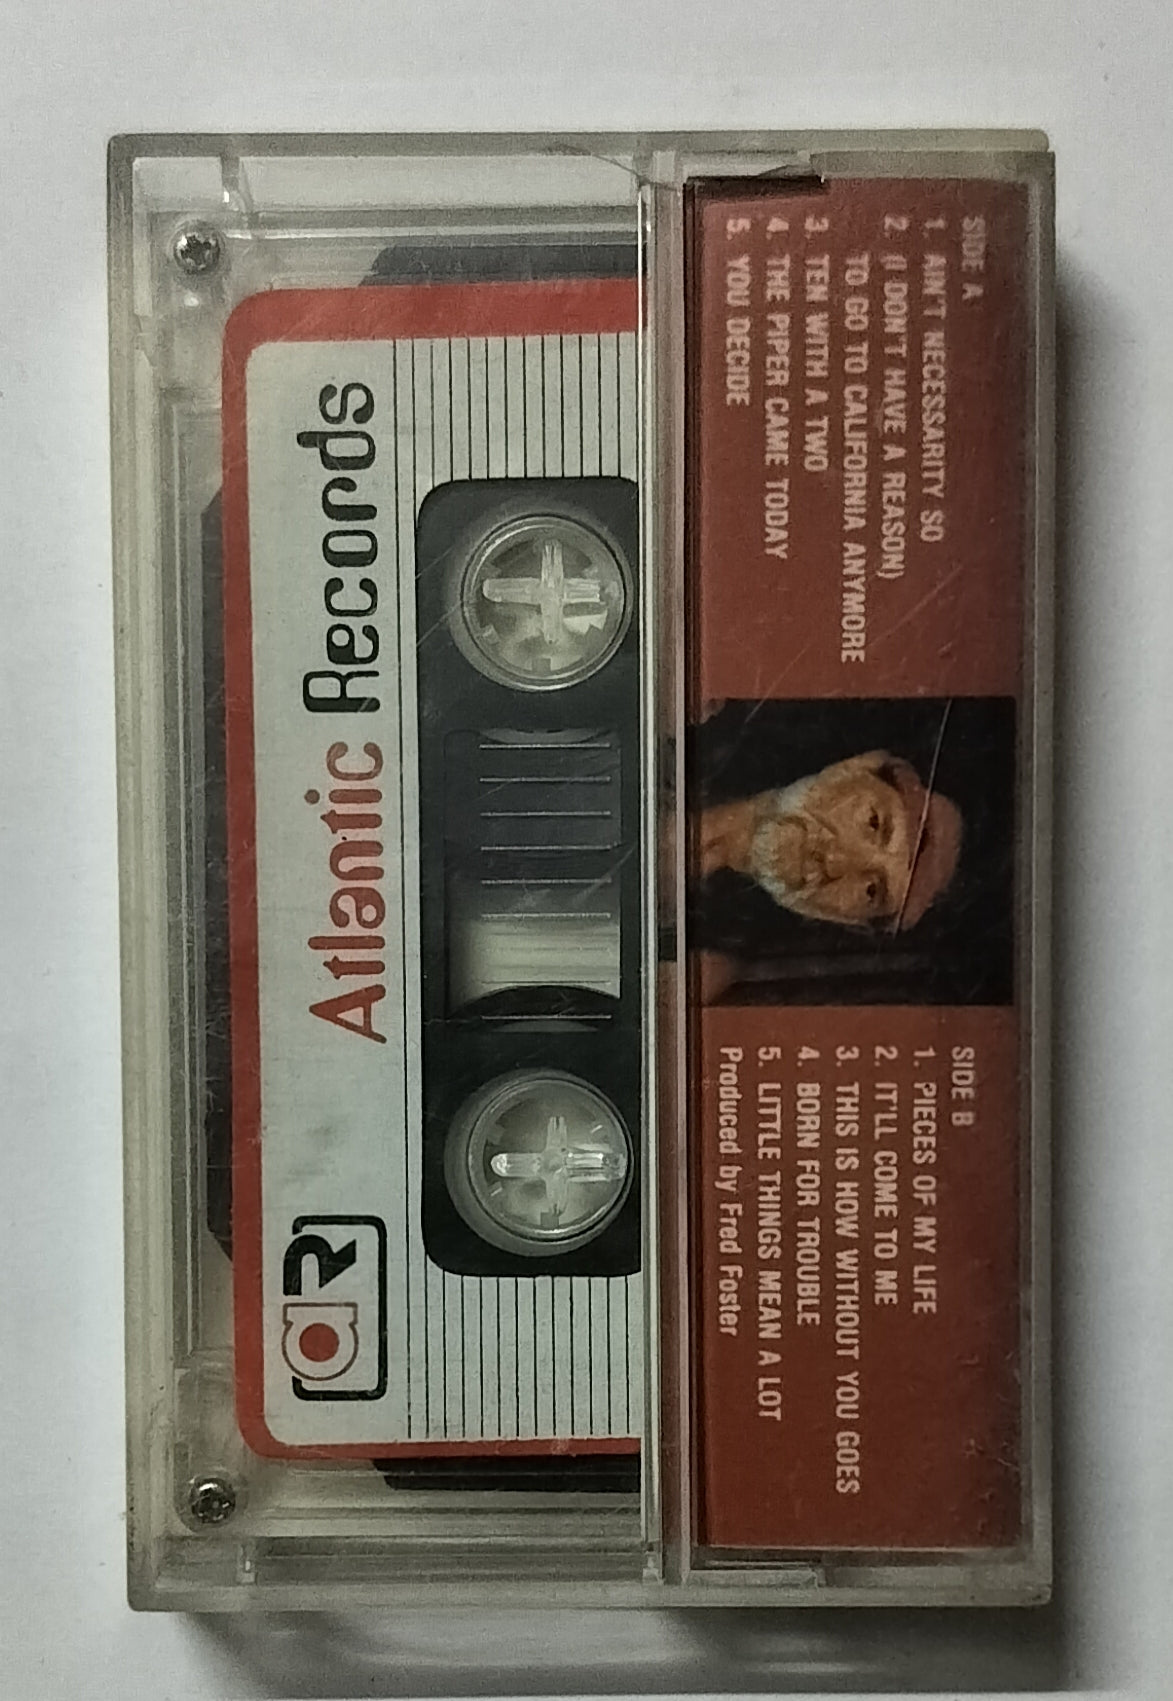 SIDE A
1. AIN'T NECESSARITY SO
2. (I DON'T HAVE A REASON)
TO GO TO CALIFORNIA ANYMORE
3. TEN WITH A TWO
4. THE PIPER CAME TODAY
5. YOU DECIDE
SIDE B
1. PIECES OF MY LIFE
2. IT'LL COME TO ME
3. THIS IS HOW WITHOUT YOU GOES
4. BORN FOR TROUBLE
5. LITTLE THINGS MEAN A LOT
Produced by Fred Foster
Atlantic Records
aR